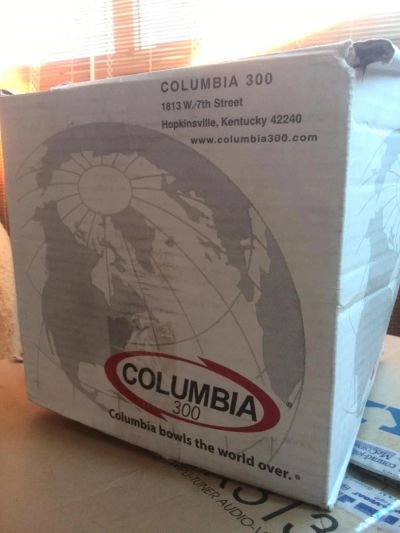 COLUMBIA 300
1813 W. 7th Street
Hopkinsville, Kentucky 42240
www.columbia300.com
COLUMBIA
300
Columbia bowls the world over.®